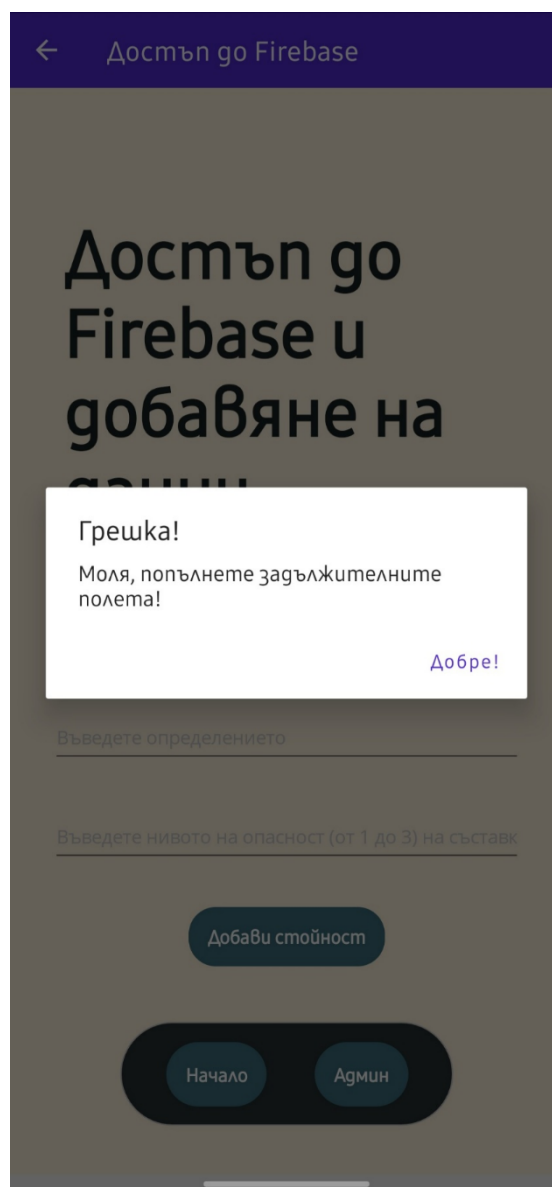 Достъп до Firebase
Достъп до
Firebase и
добавяне на
данни
Грешка!
Моля, попълнете задължителните
полета!
Добре!
Въведете определението
Въведете нивото на опасност (от 1 до 3) на съставк
Добави стойност
Начало
Админ